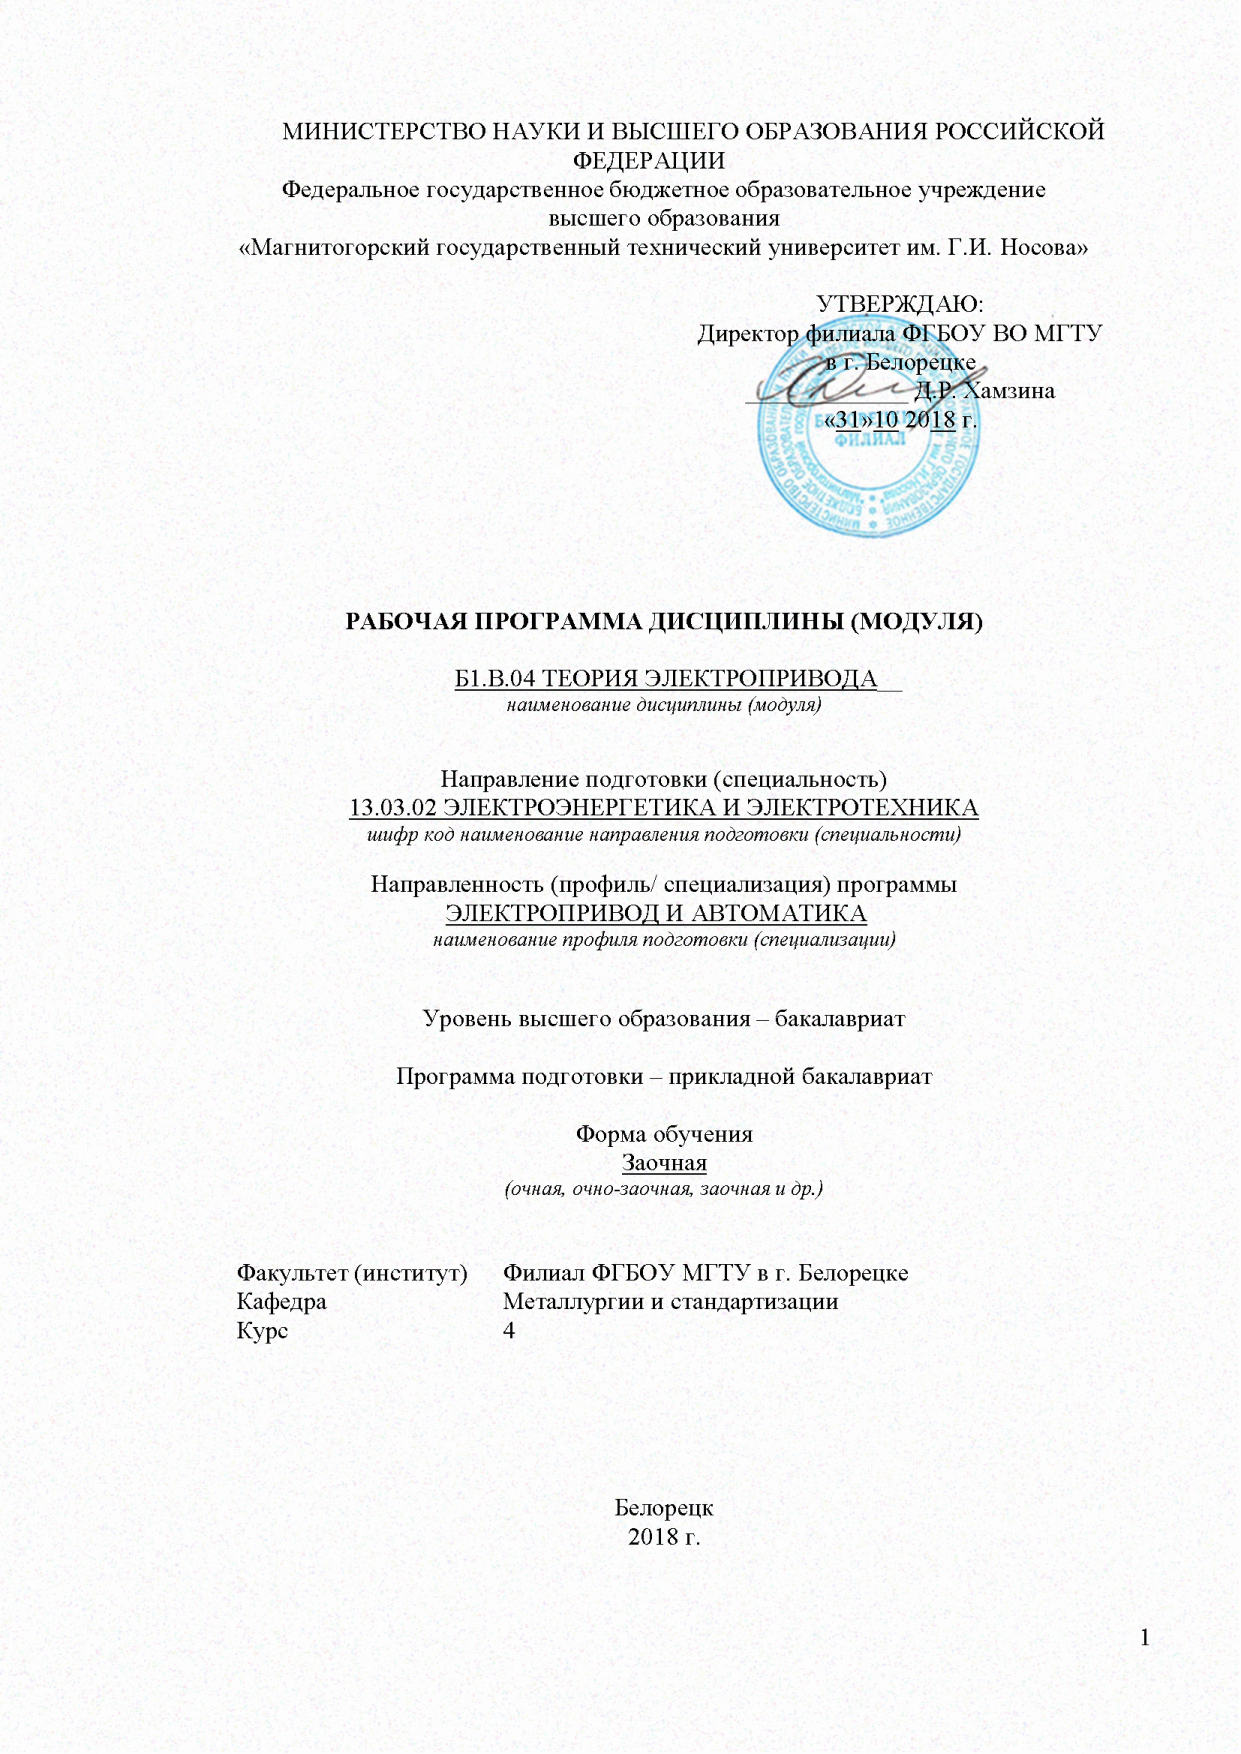 МИНИСТЕРСТВО НАУКИ И ВЫСШЕГО ОБРАЗОВАНИЯ РОССИЙСКОЙ
ФЕДЕРАЦИИ
Федеральное государственное бюджетное образовательное учреждение
высшего образования
«Магнитогорский государственный технический университет им. Г.И. Носова»
УТВЕРЖДАЮ:
Директор филиала ФГБОУ ВО МГТУ
в г. Белорецке
Д.Р. Хамзина
«31»10 2018 г.
ФИЛИАЛ
РАБОЧАЯ ПРОГРАММА ДИСЦИПЛИНЫ (МОДУЛЯ)
Б1.В.04 ТЕОРИЯ ЭЛЕКТРОПРИВОДА
наименование дисциплины (модуля)
Направление подготовки (специальность)
13.03.02 ЭЛЕКТРОЭНЕРГЕТИКА И ЭЛЕКТРОТЕХНИКА
шифр код наименование направления подготовки (специальности)
Направленность (профиль/ специализация) программы
ЭЛЕКТРОПРИВОД И АВТОМАТИКА
наименование профиля подготовки (специализации)
Уровень высшего образования – бакалавриат
Программа подготовки – прикладной бакалавриат
Форма обучения
Заочная
(очная, очно-заочная, заочная и др.)
Факультет (институт) Филиал ФГБОУ МГТУ в г. Белорецке
Кафедра Металлургии и стандартизации
Курс 4
Белорецк
2018 г.
1